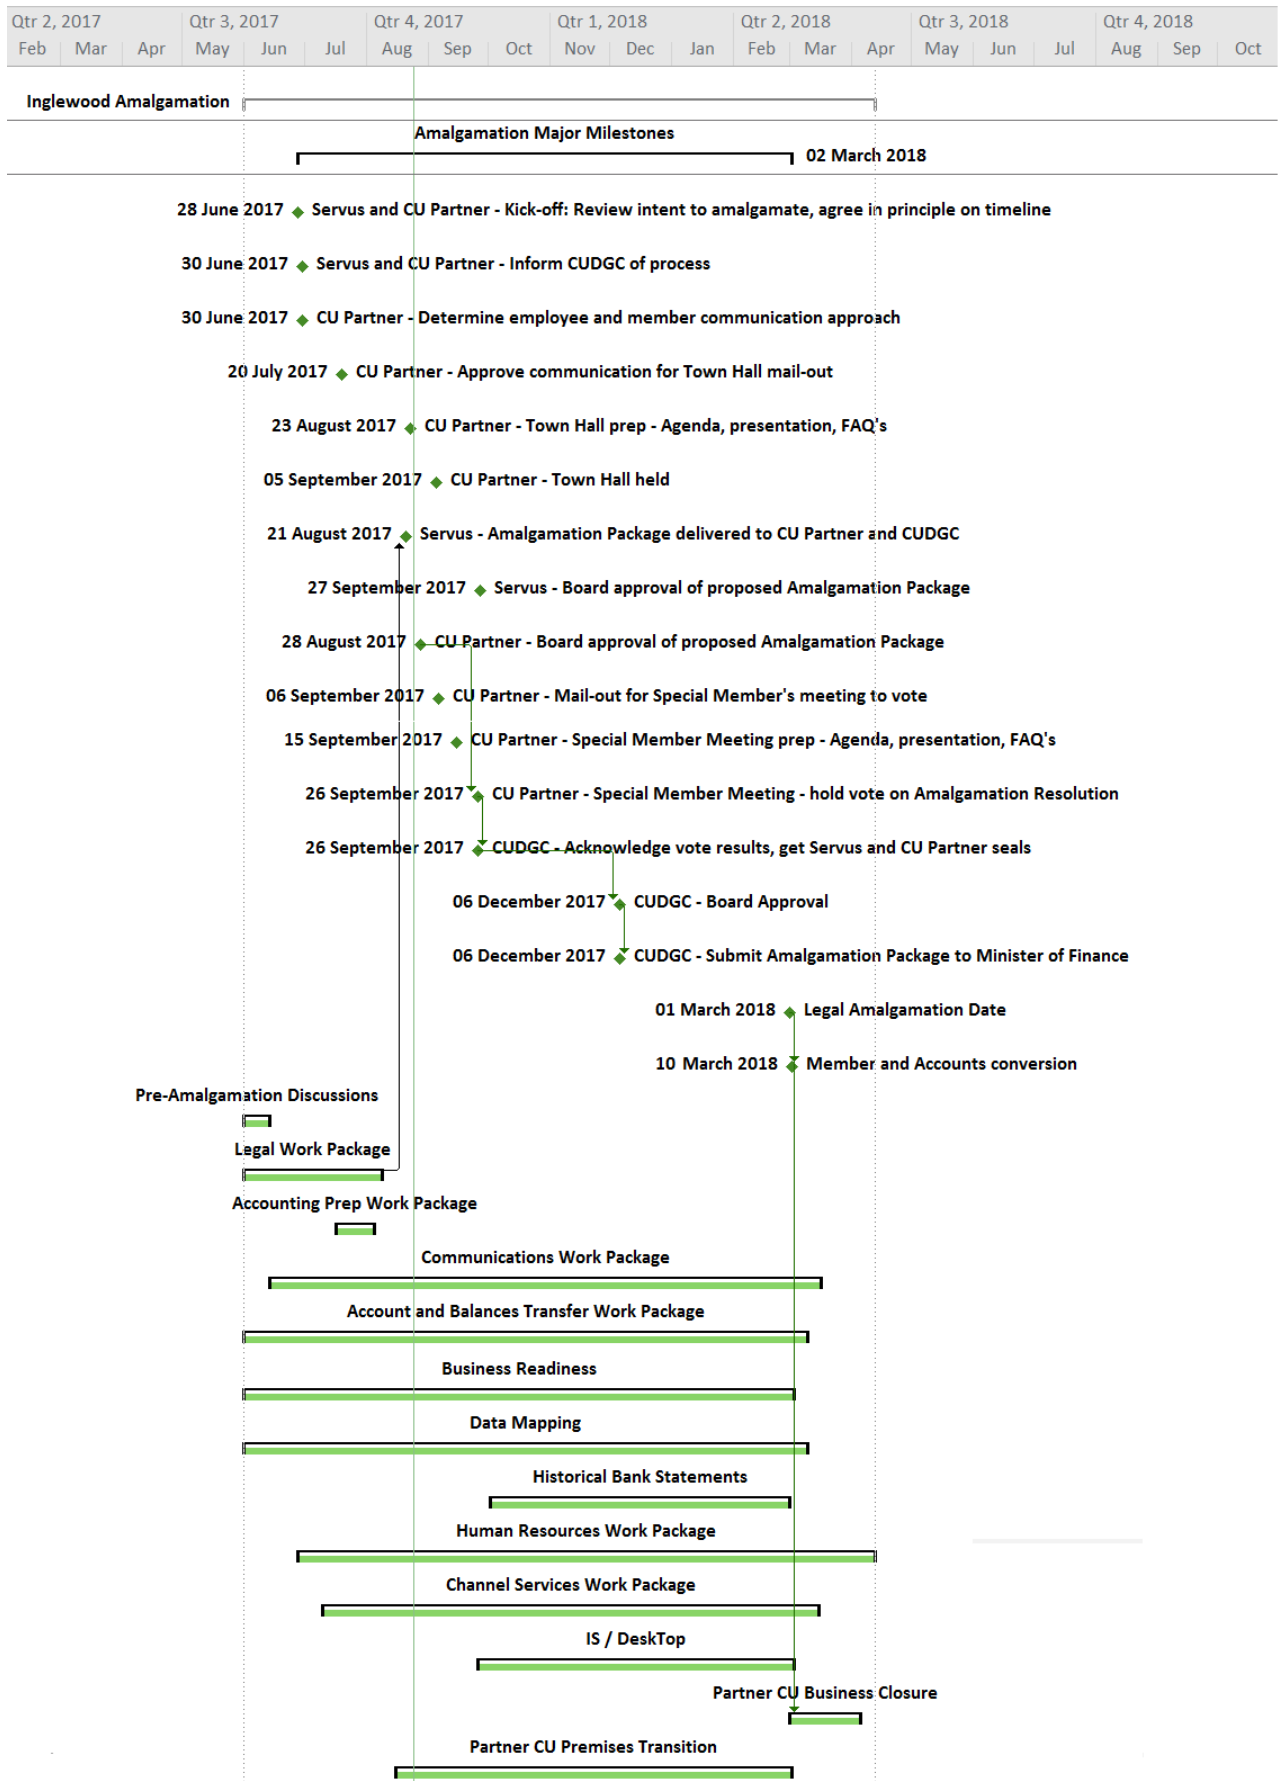 Qtr 2, 2017 Qtr 3, 2017 Qtr 4, 2017 Qtr 1, 2018 Qtr 2, 2018 Qtr 3, 2018 Qtr 4, 2018
Feb Mar Apr May Jun Jul Aug Sep Oct Nov Dec Jan Feb Mar Apr May Jun Jul Aug Sep Oct
Inglewood Amalgamation
Amalgamation Major Milestones
02 March 2018
28 June 2017 Servus and CU Partner - Kick-off: Review intent to amalgamate, agree in principle on timeline
30 June 2017 Servus and CU Partner - Inform CUDGC of process
30 June 2017 CU Partner - Determine employee and member communication approach
20 July 2017 CU Partner - Approve communication for Town Hall mail-out
23 August 2017 CU Partner - Town Hall prep - Agenda, presentation, FAQ's
05 September 2017 CU Partner - Town Hall held
21 August 2017 Servus - Amalgamation Package delivered to CU Partner and CUDGC
27 September 2017 Servus - Board approval of proposed Amalgamation Package
28 August 2017 CU Partner - Board approval of proposed Amalgamation Package
06 September 2017 CU Partner - Mail-out for Special Member's meeting to vote
15 September 2017 CU Partner - Special Member Meeting prep - Agenda, presentation, FAQ's
26 September 2017 CU Partner - Special Member Meeting - hold vote on Amalgamation Resolution
26 September 2017 CUDGC - Acknowledge vote results, get Servus and CU Partner seals
06 December 2017 CUDGC - Board Approval
06 December 2017 CUDGC - Submit Amalgamation Package to Minister of Finance
01 March 2018 Legal Amalgamation Date
10 March 2018 Member and Accounts conversion
Pre-Amalgamation Discussions
Legal Work Package
Accounting Prep Work Package
Communications Work Package
Account and Balances Transfer Work Package
Business Readiness
Data Mapping
Historical Bank Statements
Human Resources Work Package
Channel Services Work Package
IS / DeskTop
Partner CU Business Closure
Partner CU Premises Transition